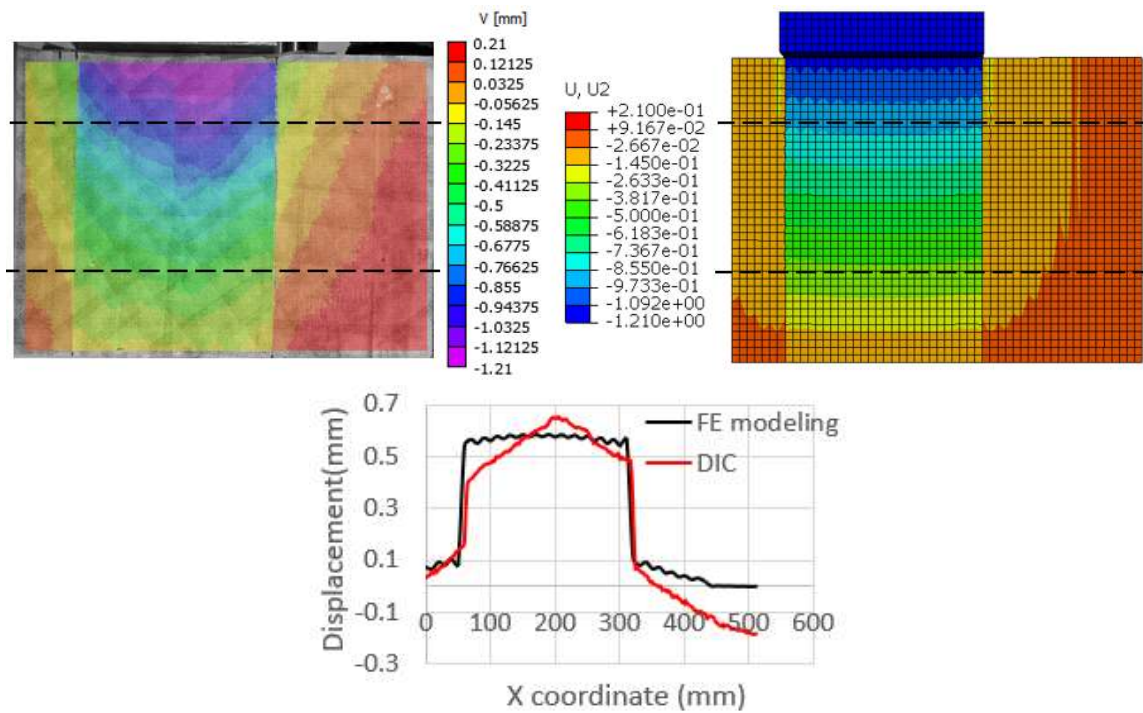 V [mm]
0.21
0.12125
0.0325
-0.05625
-0.145
-0.23375
-0.3225
-0.41125
-0.5
-0.58875
-0.6775
-0.76625
-0.855
-0.94375
-1.0325
-1.12125
-1.21
U, U2
+2.100e-01
+9.167e-02
-2.667e-02
-1.450e-01
-2.633e-01
-3.817e-01
-5.000e-01
-6.183e-01
-7.367e-01
-8.550e-01
-9.733e-01
-1.092e+00
-1.210e+00
Displacement(mm)
0.7
0.5
0.3
0.1
-0.1
-0.3
FE modeling
DIC
0 100 200 300 400 500 600
X coordinate (mm)